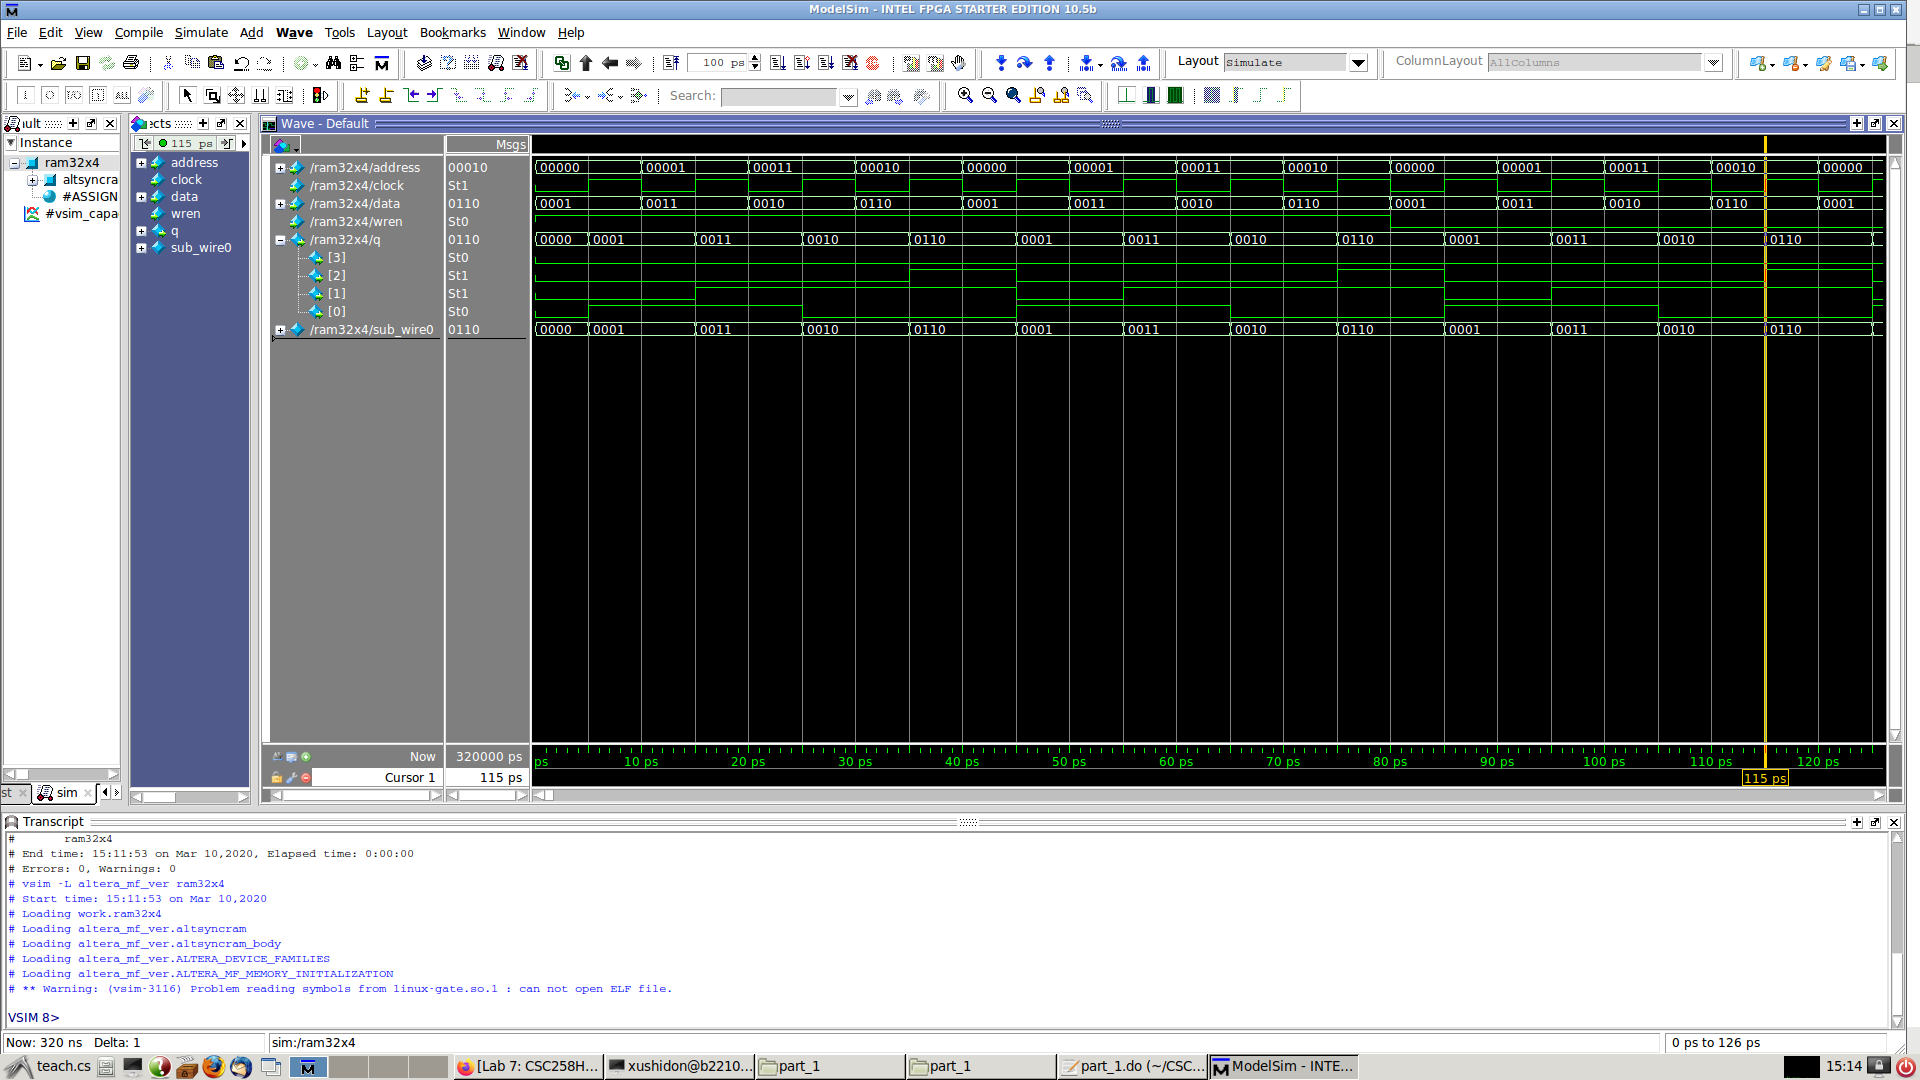 ModelSim - INTEL FPGA STARTER EDITION 10.5b
File Edit View Compile Simulate Add Wave Tools Layout Bookmarks Window Help
100 ps
Layout Simulate
ColumnLayout AllColumns
Search:
ault
ects
Wave - Default
Instance
115 ps
Msgs
ram32x4
altsyncra
#ASSIGN
#vsim_capa
address
clock
data
wren
q
sub_wire0
/ram32x4/address 00010 00000 00001 00011 00010 00000 00001 00011 00010 00000 00001 00011 00010 00000
/ram32x4/clock St1
/ram32x4/data 0110 0001 0011 0010 0110 0001 0011 0010 0110 0001 0011 0010 0110 0001
/ram32x4/wren St0
/ram32x4/q 0110 0000 0001 0011 0010 0110 0001 0011 0010 0110 0001 0011 0010 0110
[3] St0
[2] St1
[1] St1
[0] St0
/ram32x4/sub_wire0 0110 0000 0001 0011 0010 0110 0001 0011 0010 0110 0001 0011 0010 0110
Now 320000 ps
ps 10 ps 20 ps 30 ps 40 ps 50 ps 60 ps 70 ps 80 ps 90 ps 100 ps 110 ps 120 ps
Cursor 1 115 ps
115 ps
st sim
Transcript
# ram32x4
# End time: 15:11:53 on Mar 10,2020, Elapsed time: 0:00:00
# Errors: 0, Warnings: 0
# vsim -L altera_mf_ver ram32x4
# Start time: 15:11:53 on Mar 10,2020
# Loading work.ram32x4
# Loading altera_mf_ver.altsyncram
# Loading altera_mf_ver.altsyncram_body
# Loading altera_mf_ver.ALTERA_DEVICE_FAMILIES
# Loading altera_mf_ver.ALTERA_MF_MEMORY_INITIALIZATION
# ** Warning: (vsim-3116) Problem reading symbols from linux-gate.so.1 : can not open ELF file.
VSIM 8>
Now: 320 ns Delta: 1
sim:/ram32x4
0 ps to 126 ps
teach.cs
[Lab 7: CSC258H...
xushidon@b2210...
part_1
part_1
part_1.do (~/CSC...
ModelSim - INTE...
15:14